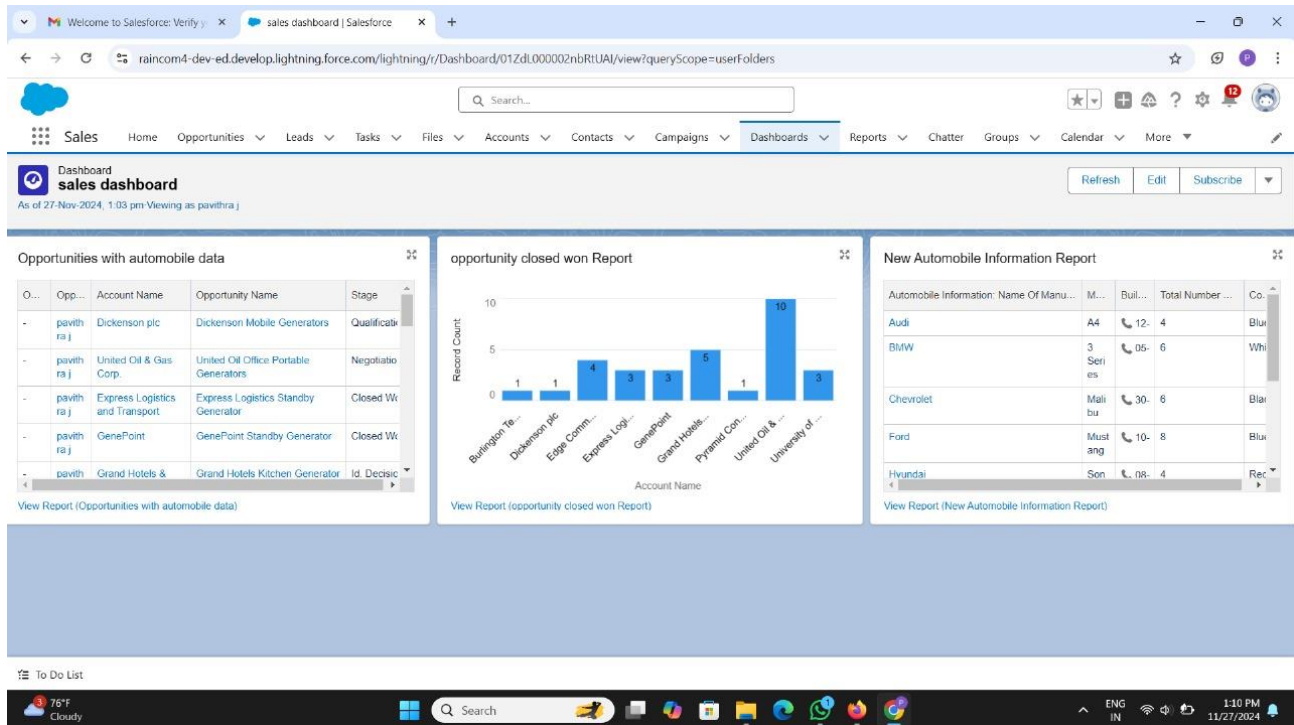 Welcome to Salesforce: Verify y
sales dashboard | Salesforce
raincom4-dev-ed.develop.lightning.force.com/lightning/r/Dashboard/01ZdL000002nbRtUAI/view?queryScope=userFolders
P
Search...
12
Sales Home Opportunities Leads Tasks Files Accounts Contacts Campaigns Dashboards Reports Chatter Groups Calendar More
Dashboard
sales dashboard
As of 27-Nov-2024, 1:03 pm·Viewing as pavithra j
Refresh Edit Subscribe
Opportunities with automobile data
O... Opp... Account Name Opportunity Name Stage
- pavith ra j Dickenson plc Dickenson Mobile Generators Qualificatio
- pavith ra j United Oil & Gas Corp. United Oil Office Portable Generators Negotiatio
- pavith ra j Express Logistics and Transport Express Logistics Standby Generator Closed Wo
- pavith ra j GenePoint GenePoint Standby Generator Closed Wo
- pavith Grand Hotels & Grand Hotels Kitchen Generator Id. Decisic
View Report (Opportunities with automobile data)
opportunity closed won Report
Record Count
10
5
0
1 1 4 3 3 5 1 10 3
Burlington Te... Dickenson plc Edge Comm... Express Logi... GenePoint Grand Hotels... Pyramid Con... United Oil & ... University of ...
Account Name
View Report (opportunity closed won Report)
New Automobile Information Report
Automobile Information: Name Of Manu... M... Buil... Total Number ... Co.
Audi A4 12- 4 Blu
BMW 3 Seri es 05- 6 Whi
Chevrolet Mali bu 30- 6 Blac
Ford Must ang 10- 8 Blu
Hyundai Son 08- 4 Rec
View Report (New Automobile Information Report)
To Do List
3
76°F
Cloudy
Search
ENG
IN
1:10 PM
11/27/2024